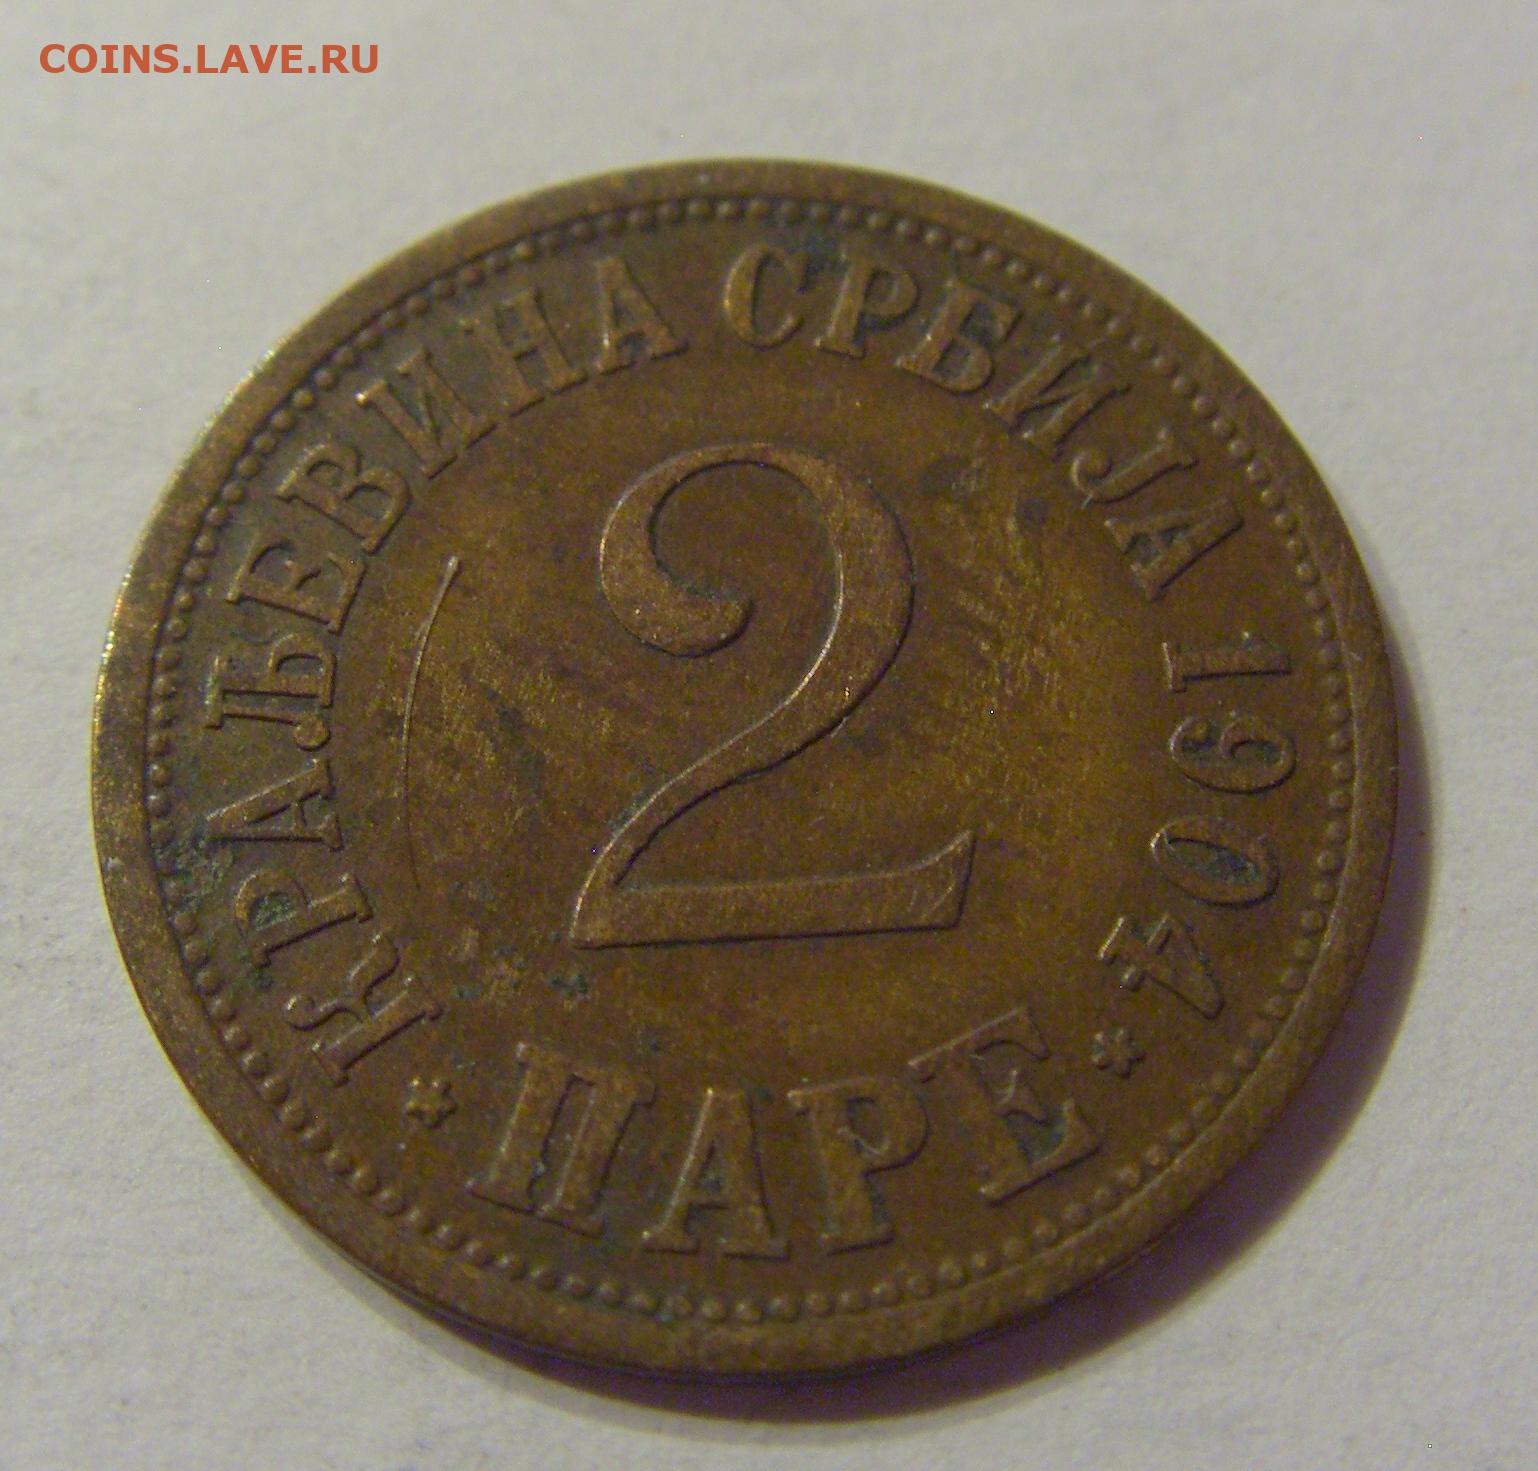 COINS.LAVE.RU
КРАЉЕВИНА СРБИЈА 1904
2
ПАРЕ